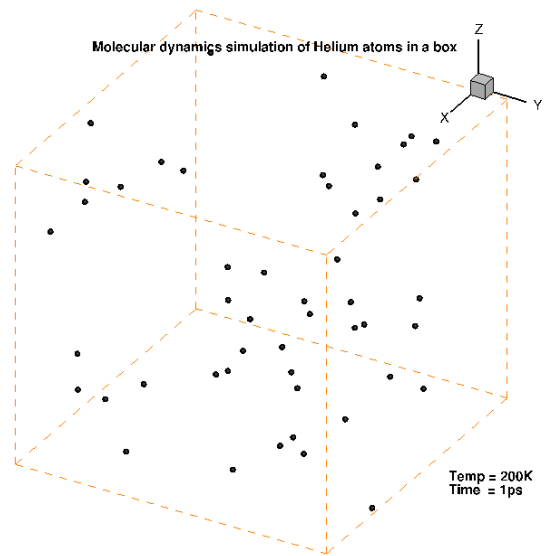 Molecular dynamics simulation of Helium atoms in a box
Z
Y
X
Temp = 200K
Time = 1ps